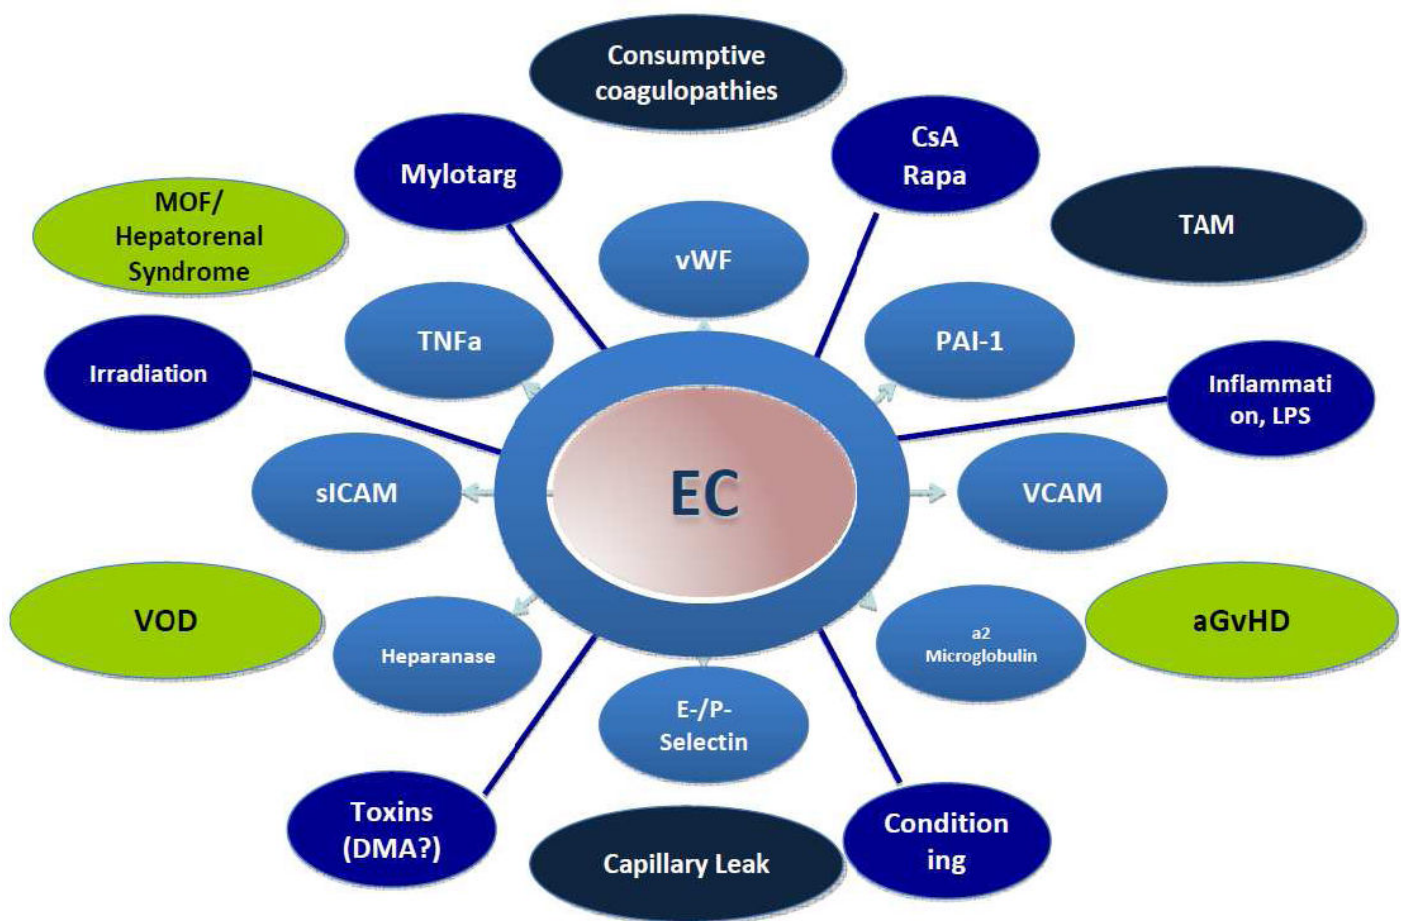 Consumptive
coagulopathies
CsA
Rapa
Mylotarg
MOF/
Hepatorenal
Syndrome
TAM
vWF
TNFa
PAI-1
Irradiation
Inflammati
on, LPS
EC
sICAM
VCAM
VOD
aGvHD
Heparanase
a2
Microglobulin
E-/P-
Selectin
Toxins
(DMA?)
Capillary Leak
Condition
ing